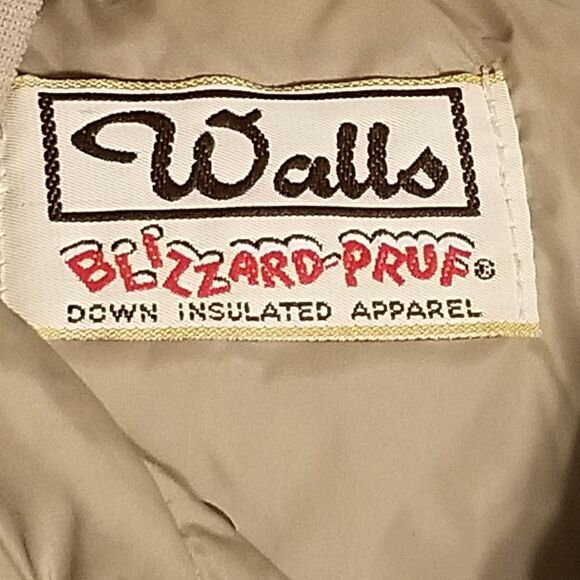 Walls
BLIZZARD-PRUF®
DOWN INSULATED APPAREL